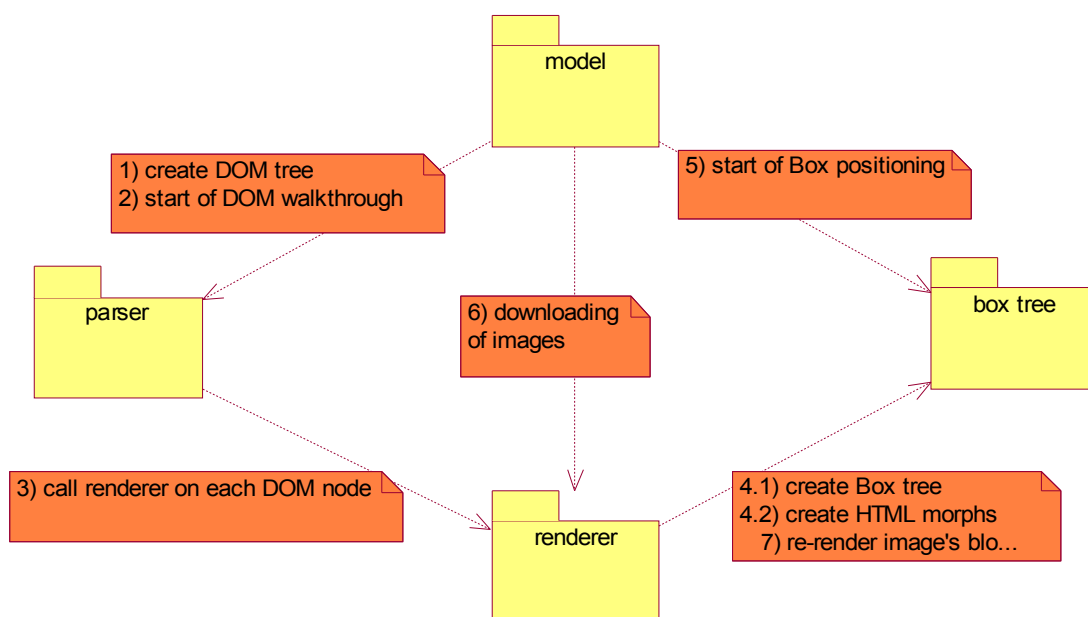 model
1) create DOM tree
2) start of DOM walkthrough
5) start of Box positioning
parser
6) downloading
of images
box tree
3) call renderer on each DOM node
renderer
4.1) create Box tree
4.2) create HTML morphs
7) re-render image's blo...